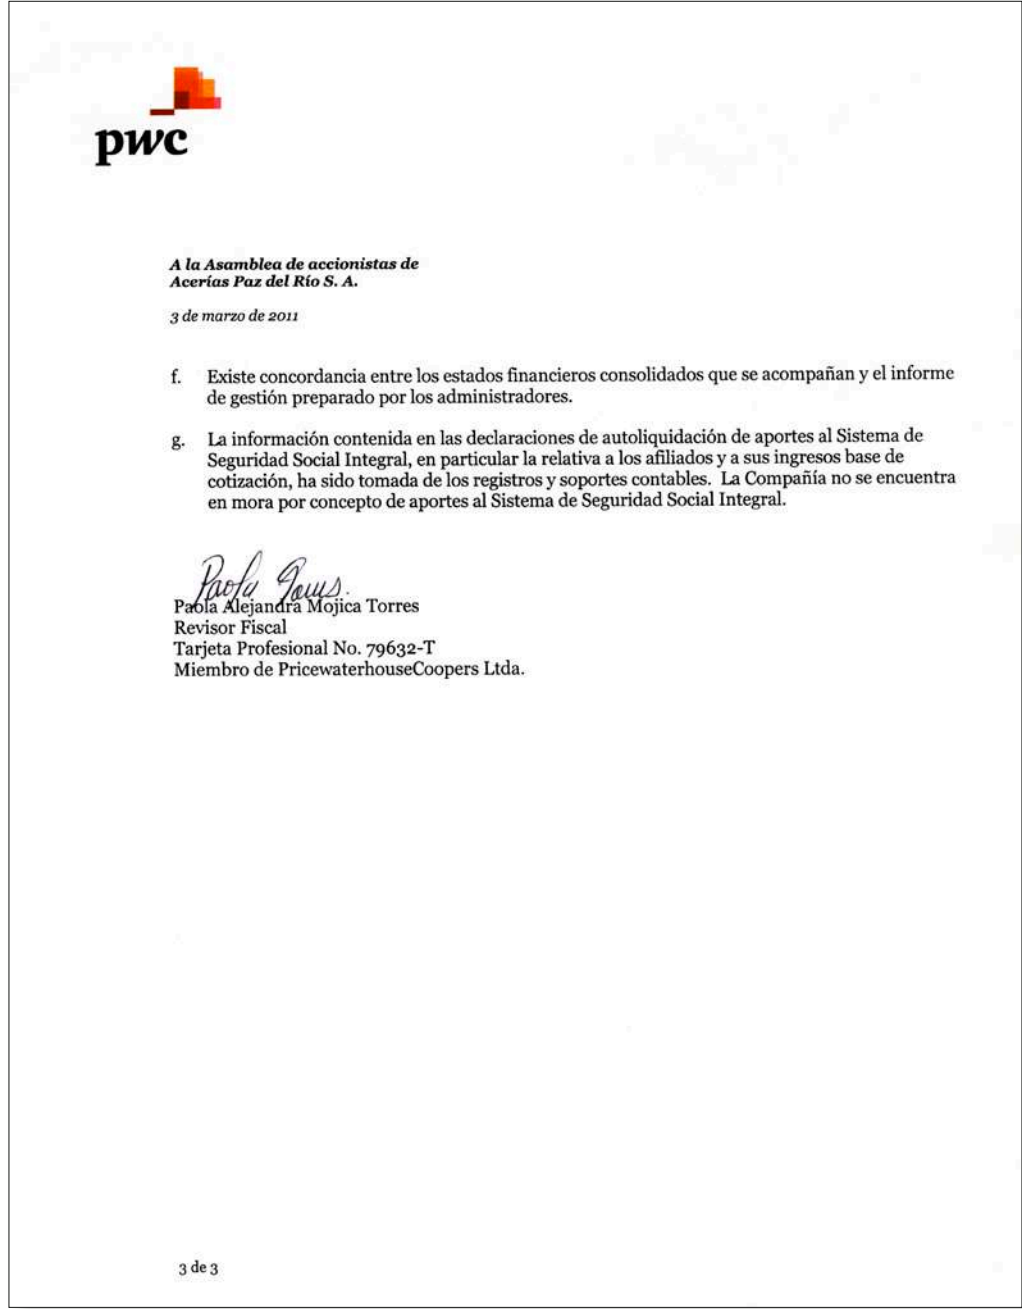 pwc
A la Asamblea de accionistas de
Acerías Paz del Río S. A.
3 de marzo de 2011
f. Existe concordancia entre los estados financieros consolidados que se acompañan y el informe
de gestión preparado por los administradores.
g. La información contenida en las declaraciones de autoliquidación de aportes al Sistema de
Seguridad Social Integral, en particular la relativa a los afiliados y a sus ingresos base de
cotización, ha sido tomada de los registros y soportes contables. La Compañía no se encuentra
en mora por concepto de aportes al Sistema de Seguridad Social Integral.
Paola Torres.
Paola Alejandra Mojica Torres
Revisor Fiscal
Tarjeta Profesional No. 79632-T
Miembro de PricewaterhouseCoopers Ltda.
3 de 3